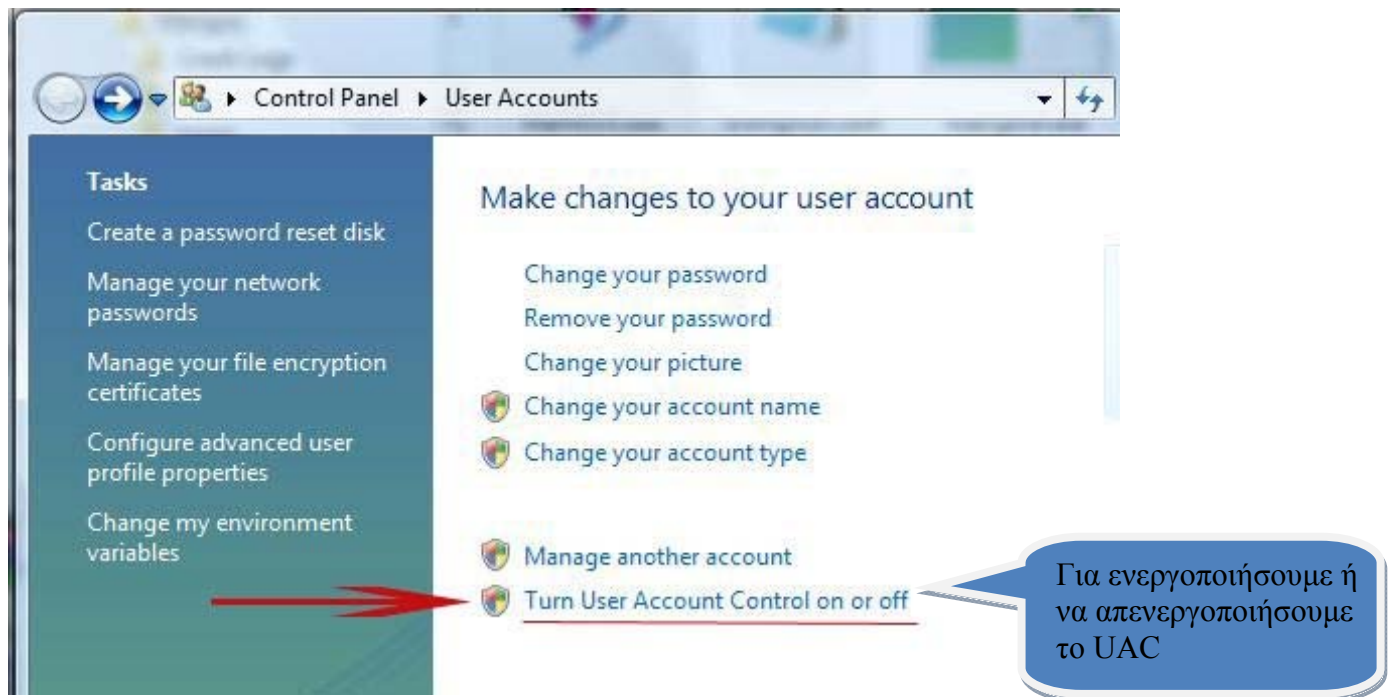 Control Panel User Accounts
Tasks
Create a password reset disk
Manage your network
passwords
Manage your file encryption
certificates
Configure advanced user
profile properties
Change my environment
variables
Make changes to your user account
Change your password
Remove your password
Change your picture
Change your account name
Change your account type
Manage another account
Turn User Account Control on or off
Για ενεργοποιήσουμε ή
να απενεργοποιήσουμε
το UAC